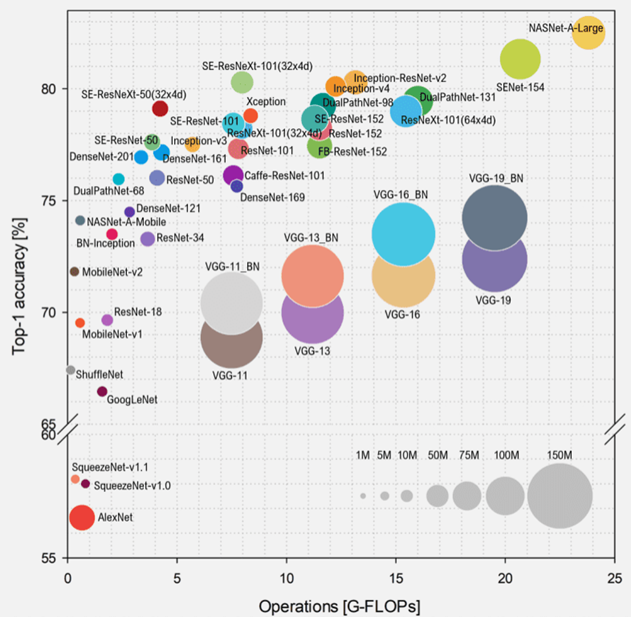 NASNet-A-Large
SENet-154
SE-ResNeXt-101(32x4d)
Inception-ResNet-v2
Inception-v4
80
SE-ResNeXt-50(32x4d)
DualPathNet-131
DualPathNet-98
Xception
SE-ResNet-101
SE-ResNet-152
ResNeXt-101(64x4d)
ResNeXt-101(32x4d)
ResNet-152
SE-ResNet-50
Inception-v3
ResNet-101
FB-ResNet-152
DenseNet-201
DenseNet-161
DualPathNet-68
ResNet-50
Caffe-ResNet-101
DenseNet-169
VGG-19_BN
VGG-16_BN
75
DenseNet-121
NASNet-A-Mobile
BN-Inception
ResNet-34
VGG-13_BN
MobileNet-v2
VGG-11_BN
VGG-19
VGG-16
70
ResNet-18
MobileNet-v1
VGG-13
VGG-11
ShuffleNet
GoogLeNet
65
60
1M 5M 10M 50M 75M 100M 150M
SqueezeNet-v1.1
SqueezeNet-v1.0
AlexNet
55
0 5 10 15 20 25
Operations [G-FLOPs]
Top-1 accuracy [%]